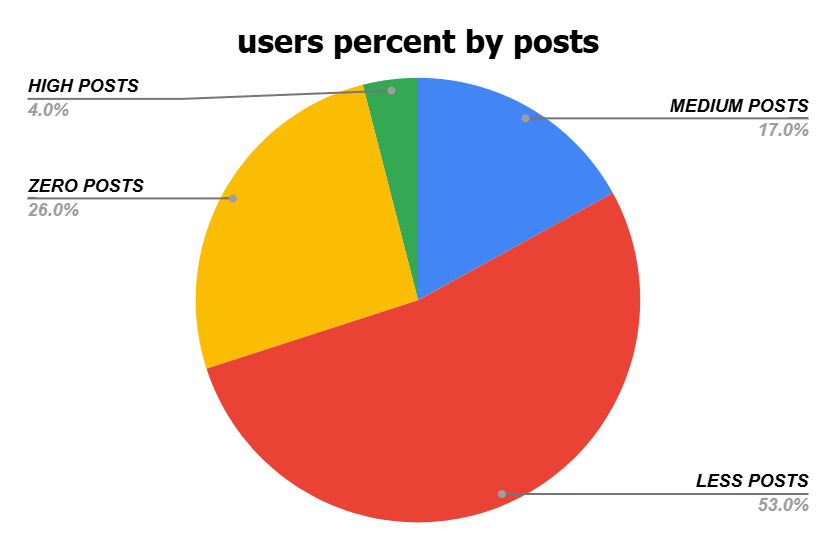 users percent by posts
HIGH POSTS
4.0%
MEDIUM POSTS
17.0%
ZERO POSTS
26.0%
LESS POSTS
53.0%